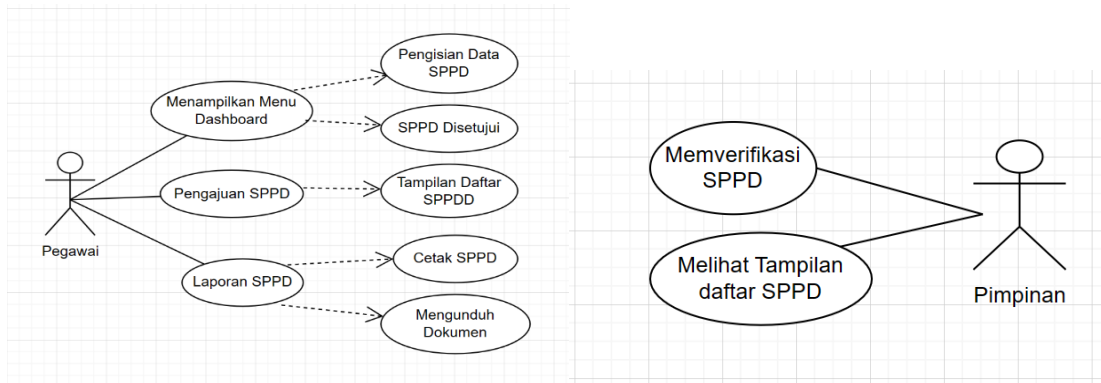 Pengisian Data
SPPD
Menampilkan Menu
Dashboard
SPPD Disetujui
Pengajuan SPPD
Tampilan Daftar
SPPDD
Pegawai
Laporan SPPD
Cetak SPPD
Mengunduh
Dokumen
Memverifikasi
SPPD
Melihat Tampilan
daftar SPPD
Pimpinan